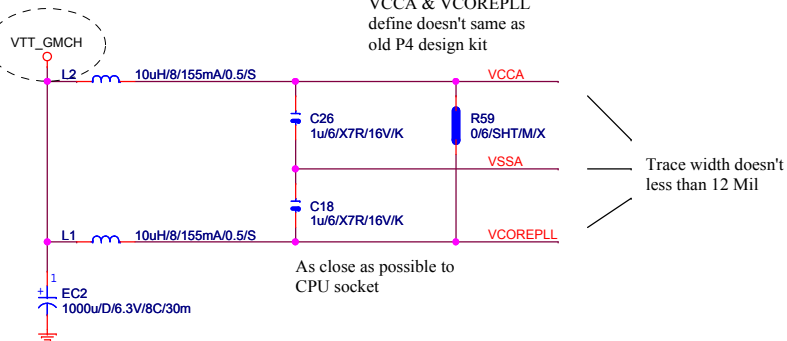 VCCA & VCOREPLL
define doesn't same as
old P4 design kit
VTT_GMCH
L2 10uH/8/155mA/0.5/S
VCCA
C26
1u/6/X7R/16V/K
R59
0/6/SHT/M/X
VSSA
Trace width doesn't
less than 12 Mil
C18
1u/6/X7R/16V/K
L1 10uH/8/155mA/0.5/S
VCOREPLL
As close as possible to
CPU socket
1
+
EC2
1000u/D/6.3V/8C/30m